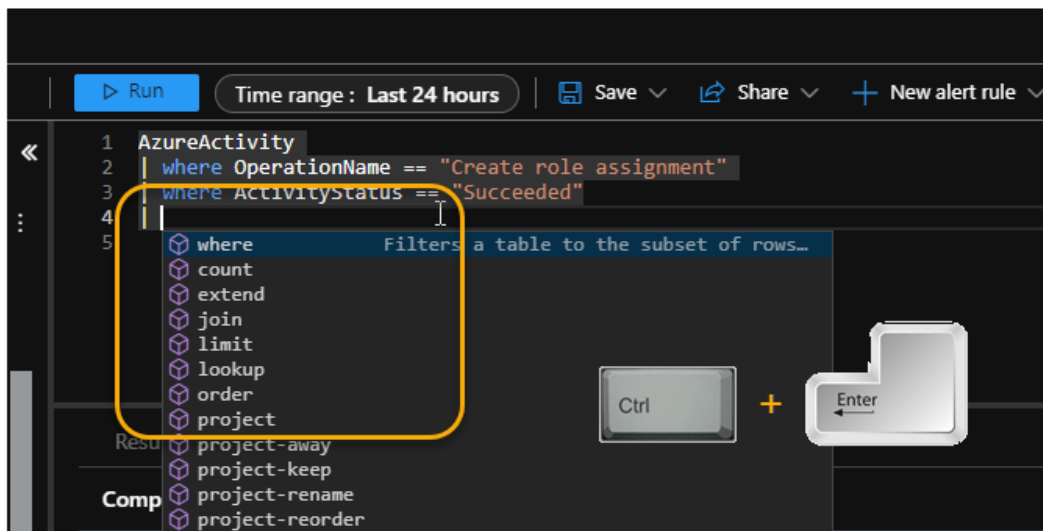 Run Time range : Last 24 hours Save Share New alert rule
1 AzureActivity
2 | where OperationName == "Create role assignment"
3 | where ActivityStatus == "Succeeded"
4 |
5
where Filters a table to the subset of rows…
count
extend
join
limit
lookup
order
project
project-away
project-keep
project-rename
project-reorder
Ctrl + Enter
Resu
Comp